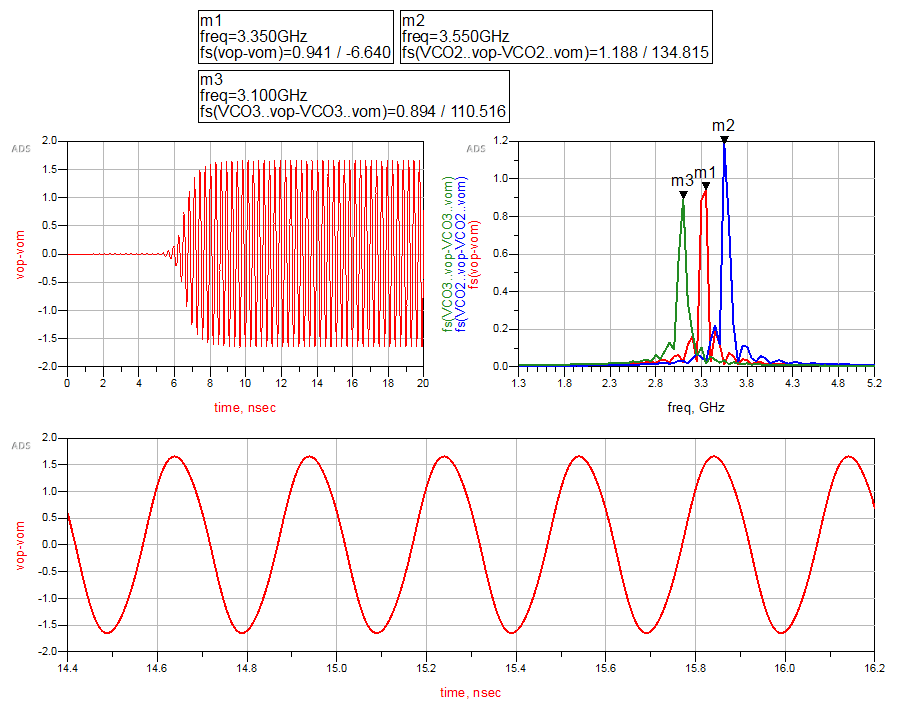 m1
freq=3.350GHz
fs(vop-vom)=0.941 / -6.640
m2
freq=3.550GHz
fs(VCO2..vop-VCO2..vom)=1.188 / 134.815
m3
freq=3.100GHz
fs(VCO3..vop-VCO3..vom)=0.894 / 110.516
ADS
2.0
1.5
1.0
0.5
0.0
-0.5
-1.0
-1.5
-2.0
vop-vom
0 2 4 6 8 10 12 14 16 18 20
time, nsec
ADS
m3 m1 m2
1.2
1.0
0.8
0.6
0.4
0.2
0.0
fs(VCO3..vop-VCO3..vom)
fs(VCO2..vop-VCO2..vom)
fs(vop-vom)
1.3 1.8 2.3 2.8 3.3 3.8 4.3 4.8 5.2
freq, GHz
ADS
2.0
1.5
1.0
0.5
0.0
-0.5
-1.0
-1.5
-2.0
vop-vom
14.4 14.6 14.8 15.0 15.2 15.4 15.6 15.8 16.0 16.2
time, nsec